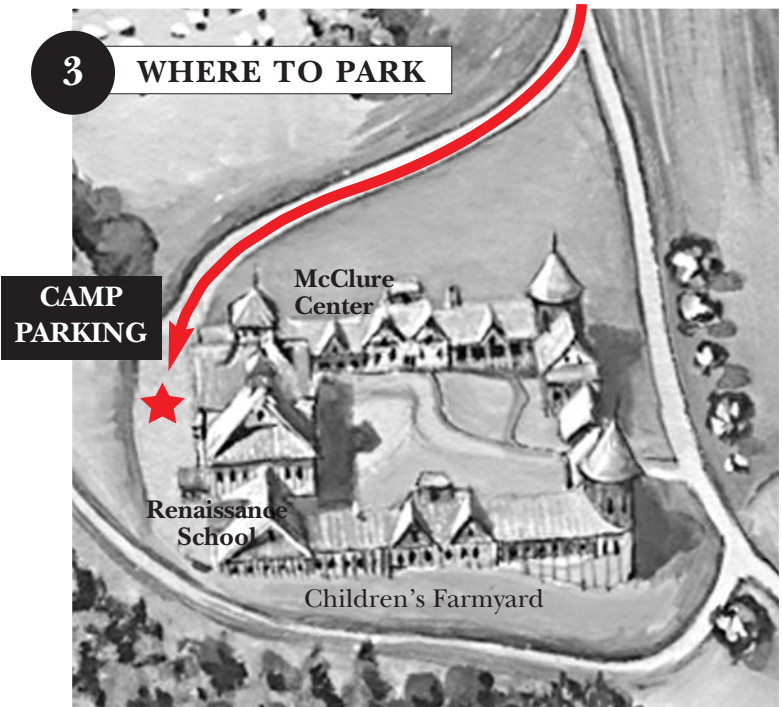 3 WHERE TO PARK
McClure
Center
CAMP
PARKING
Renaissance
School
Children’s Farmyard